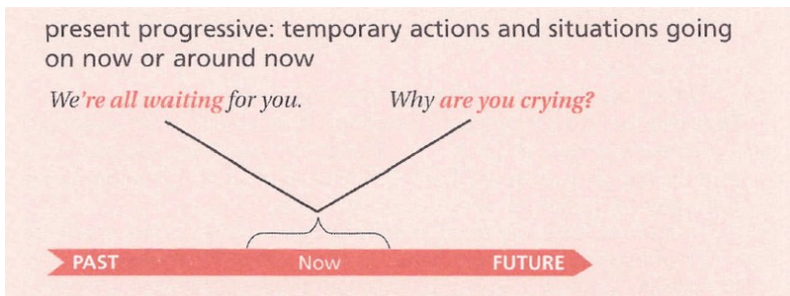 present progressive: temporary actions and situations going
on now or around now
We're all waiting for you. Why are you crying?
PAST Now FUTURE